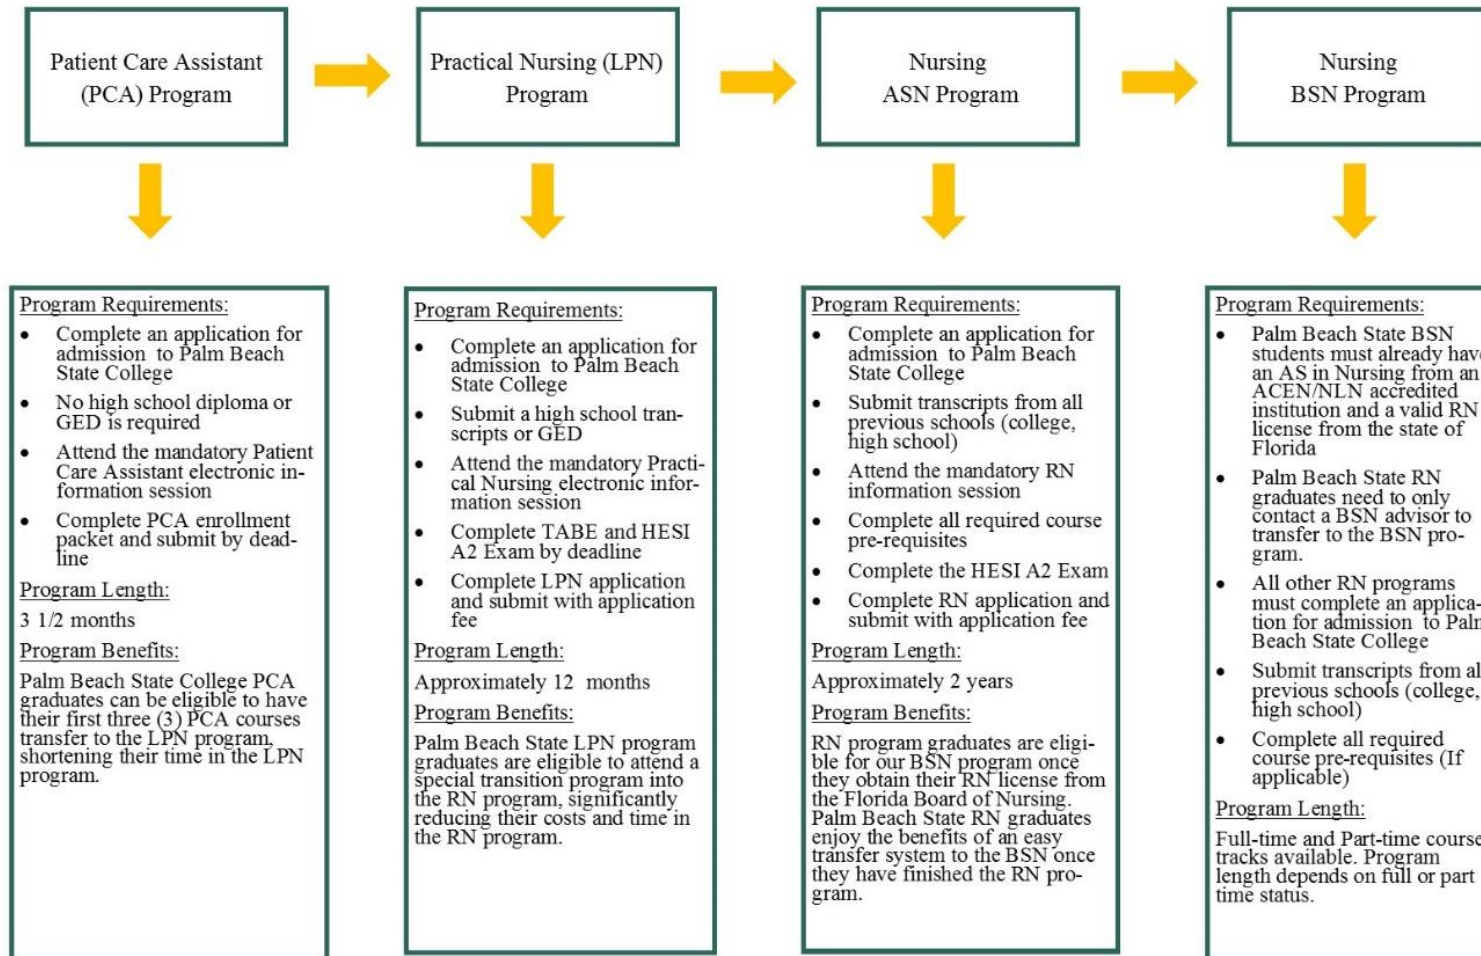 Patient Care Assistant
(PCA) Program
Practical Nursing (LPN)
Program
Nursing
ASN Program
Nursing
BSN Program
Program Requirements:
• Complete an application for
admission to Palm Beach
State College
• No high school diploma or
GED is required
• Attend the mandatory Patient
Care Assistant electronic in-
formation session
• Complete PCA enrollment
packet and submit by dead-
line
Program Length:
3 1/2 months
Program Benefits:
Palm Beach State College PCA
graduates can be eligible to have
their first three (3) PCA courses
transfer to the LPN program,
shortening their time in the LPN
program.
Program Requirements:
• Complete an application for
admission to Palm Beach
State College
• Submit a high school tran-
scripts or GED
• Attend the mandatory Practi-
cal Nursing electronic infor-
mation session
• Complete TABE and HESI
A2 Exam by deadline
• Complete LPN application
and submit with application
fee
Program Length:
Approximately 12 months
Program Benefits:
Palm Beach State LPN program
graduates are eligible to attend a
special transition program into
the RN program, significantly
reducing their costs and time in
the RN program.
Program Requirements:
• Complete an application for
admission to Palm Beach
State College
• Submit transcripts from all
previous schools (college,
high school)
• Attend the mandatory RN
information session
• Complete all required course
pre-requisites
• Complete the HESI A2 Exam
• Complete RN application and
submit with application fee
Program Length:
Approximately 2 years
Program Benefits:
RN program graduates are eligi-
ble for our BSN program once
they obtain their RN license from
the Florida Board of Nursing.
Palm Beach State RN graduates
enjoy the benefits of an easy
transfer system to the BSN once
they have finished the RN pro-
gram.
Program Requirements:
• Palm Beach State BSN
students must already have
an AS in Nursing from an
ACEN/NLN accredited
institution and a valid RN
license from the state of
Florida
• Palm Beach State RN
graduates need to only
contact a BSN advisor to
transfer to the BSN pro-
gram.
• All other RN programs
must complete an applica-
tion for admission to Palm
Beach State College
• Submit transcripts from al
previous schools (college,
high school)
• Complete all required
course pre-requisites (If
applicable)
Program Length:
Full-time and Part-time course
tracks available. Program
length depends on full or part
time status.